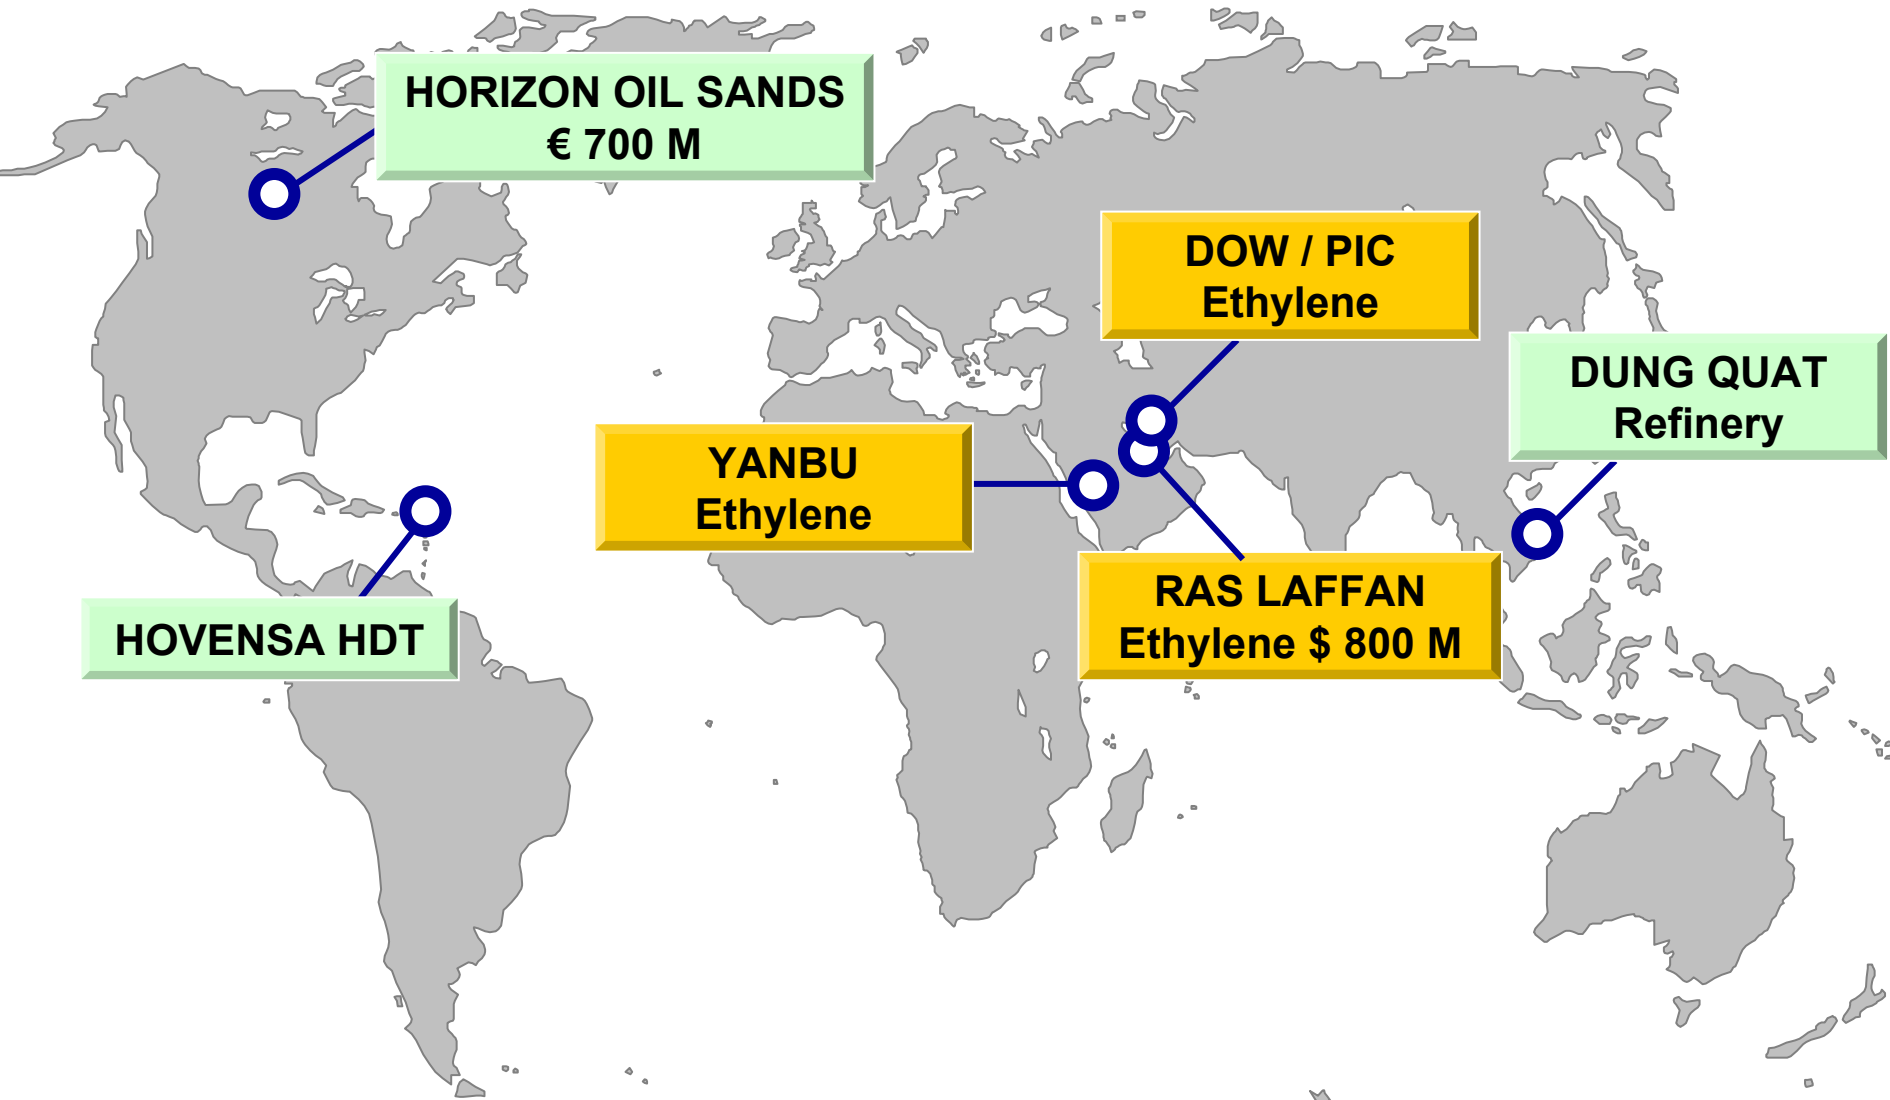 HORIZON OIL SANDS
€ 700 M
DOW / PIC
Ethylene
DUNG QUAT
Refinery
YANBU
Ethylene
RAS LAFFAN
Ethylene $ 800 M
HOVENSA HDT